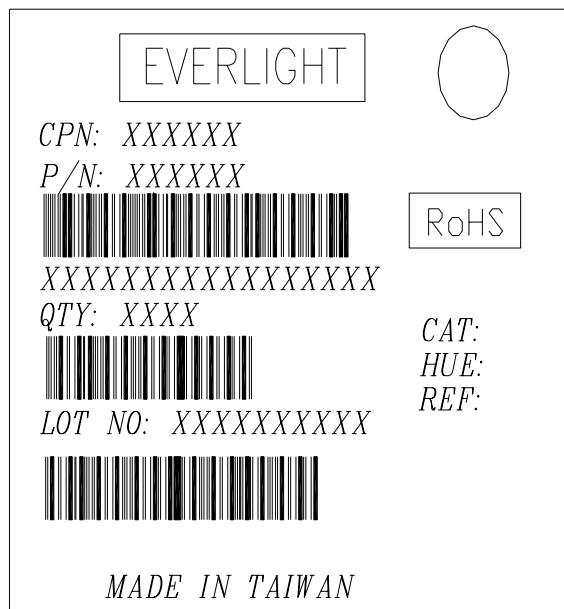 EVERLIGHT
CPN: XXXXXX
P/N: XXXXXX
RoHS
XXXXXXXXXXXXXXXXX
QTY: XXXX
CAT:
HUE:
REF:
LOT NO: XXXXXXXXXX
MADE IN TAIWAN